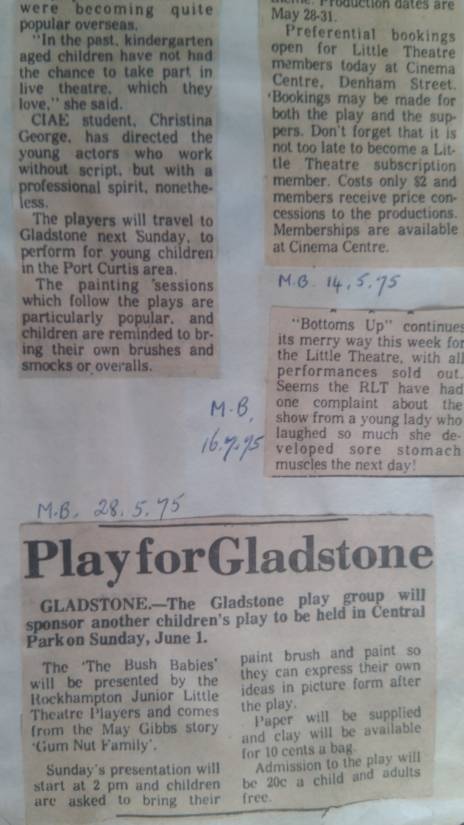 were becoming quite
popular overseas.
"In the past, kindergarten
aged children have not had
the chance to take part in
live theatre, which they
love," she said.
CIAE student, Christina
George, has directed the
young actors who work
without script, but with a
professional spirit, nonethe-
less.
The players will travel to
Gladstone next Sunday, to
perform for young children
in the Port Curtis area.
The painting sessions
which follow the plays are
particularly popular, and
children are reminded to br-
ing their own brushes and
smocks or overalls.
M.B.
16.7.75
Production dates are
May 28-31.
Preferential bookings
open for Little Theatre
members today at Cinema
Centre, Denham Street.
Bookings may be made for
both the play and the sup-
pers. Don't forget that it is
not too late to become a Lit-
tle Theatre subscription
member. Costs only $2 and
members receive price con-
cessions to the productions.
Memberships are available
at Cinema Centre.
M.B. 14.5.75
"Bottoms Up" continues
its merry way this week for
the Little Theatre, with all
performances sold out.
Seems the RLT have had
one complaint about the
show from a young lady who
laughed so much she de-
veloped sore stomach
muscles the next day!
M.B. 28.5.75
Play for Gladstone
GLADSTONE.—The Gladstone play group will
sponsor another children's play to be held in Central
Park on Sunday, June 1.
The 'The Bush Babies'
will be presented by the
Rockhampton Junior Little
Theatre Players and comes
from the May Gibbs story
'Gum Nut Family'.
Sunday's presentation will
start at 2 pm and children
are asked to bring their
paint brush and paint so
they can express their own
ideas in picture form after
the play.
Paper will be supplied
and clay will be available
for 10 cents a bag.
Admission to the play will
be 20c a child and adults
free.